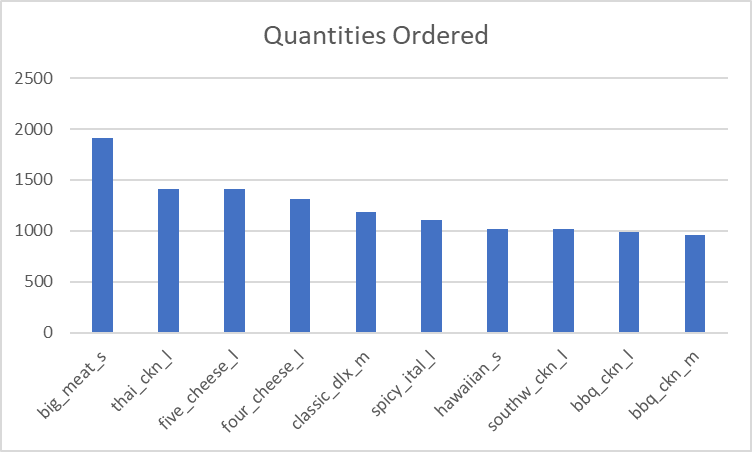 Quantities Ordered
2500
2000
1500
1000
500
0
big_meat_s
thai_ckn_l
five_cheese_l
four_cheese_l
classic_dlx_m
spicy_ital_l
hawaiian_s
southw_ckn_l
bbq_ckn_l
bbq_ckn_m